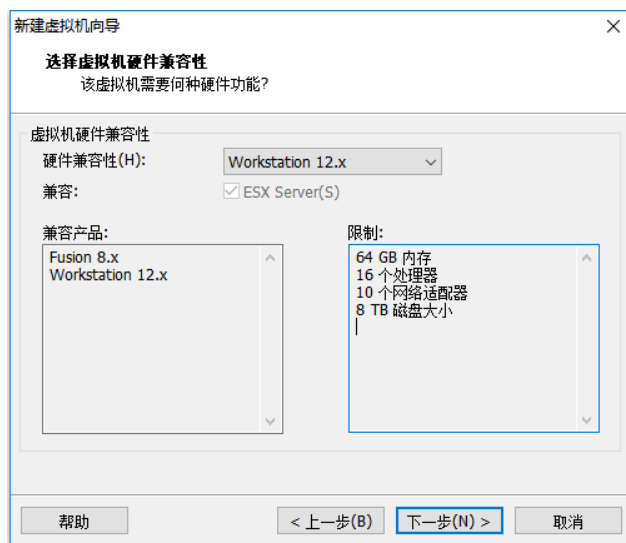 新建虚拟机向导
选择虚拟机硬件兼容性
该虚拟机需要何种硬件功能?
虚拟机硬件兼容性
硬件兼容性(H):
Workstation 12.x
兼容:
ESX Server(S)
兼容产品:
Fusion 8.x
Workstation 12.x
限制:
64 GB 内存
16 个处理器
10 个网络适配器
8 TB 磁盘大小
帮助
< 上一步(B)
下一步(N) >
取消